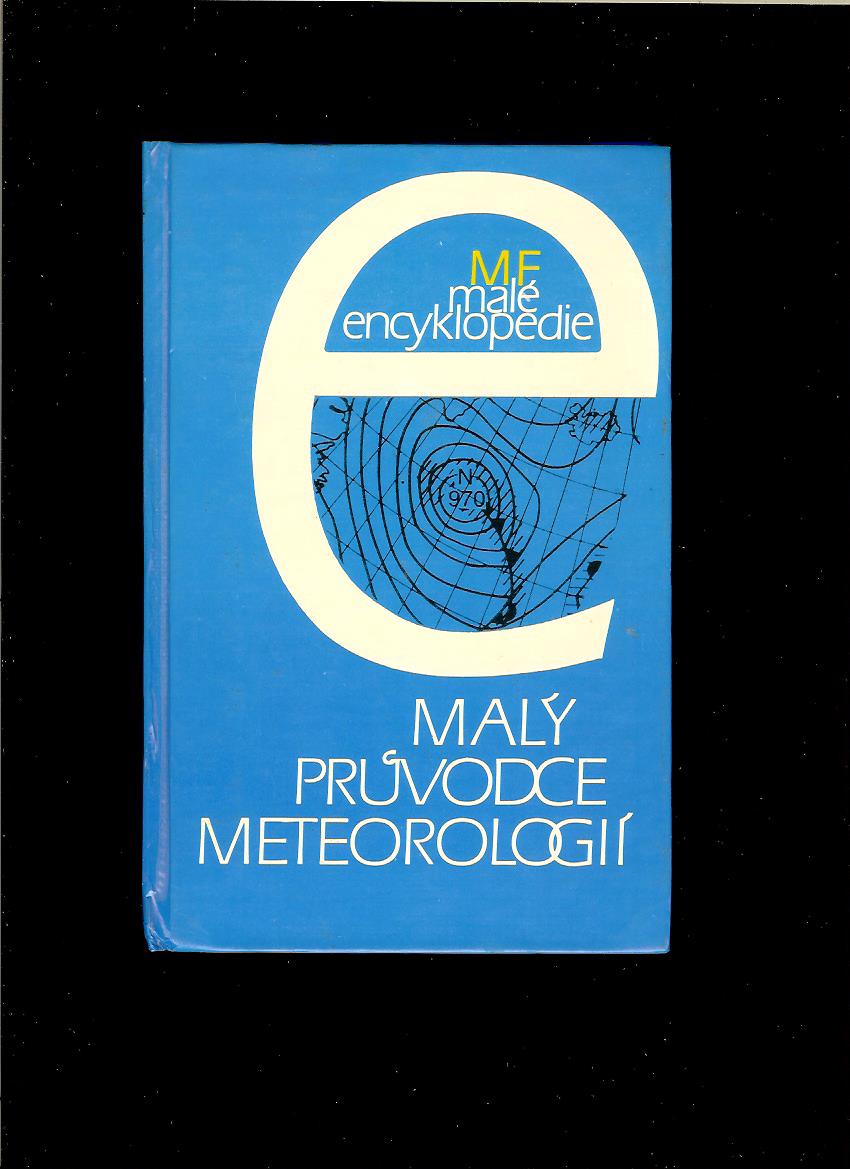 MF
malé
encyklopedie
N
970
MALÝ
PRŮVODCE
METEOROLOGIÍ